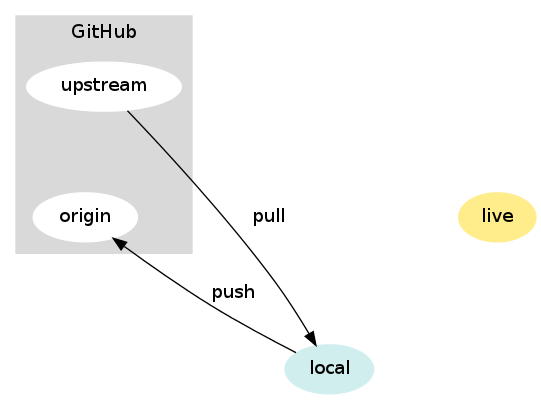 GitHub
upstream
origin
pull
live
push
local